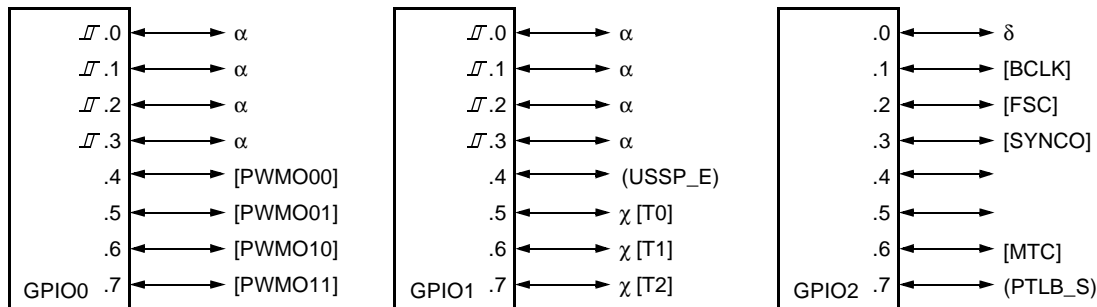 .0 α
.1 α
.2 α
.3 α
.4 [PWMO00]
.5 [PWMO01]
.6 [PWMO10]
GPIO0 .7 [PWMO11]
.0 α
.1 α
.2 α
.3 α
.4 (USSP_E)
.5 χ [T0]
.6 χ [T1]
GPIO1 .7 χ [T2]
.0 δ
.1 [BCLK]
.2 [FSC]
.3 [SYNCO]
.4
.5
.6 [MTC]
GPIO2 .7 (PTLB_S)